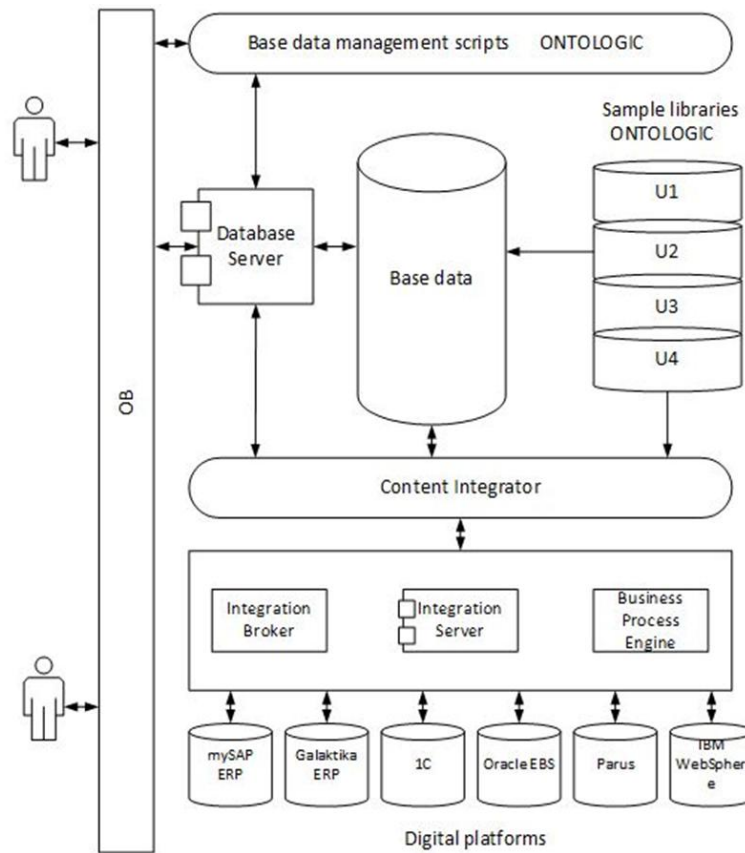 Base data management scripts ONTOLOGIC
Sample libraries
ONTOLOGIC
U1
Database
Server
U2
Base data
U3
U4
OB
Content Integrator
Integration
Broker
Integration
Server
Business
Process
Engine
mySAP
ERP
Galaktika
ERP
1C
Oracle EBS
Parus
IBM
WebSpher
e
Digital platforms